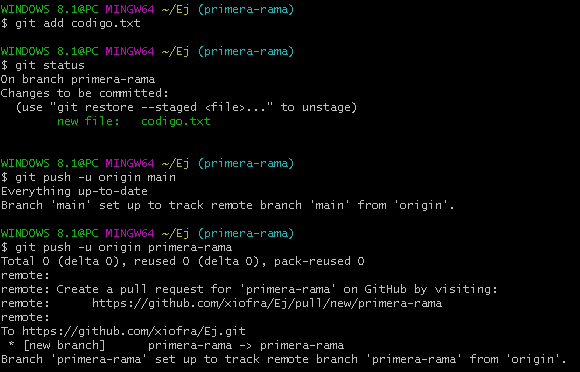 WINDOWS 8.1@PC MINGW64 ~/Ej (primera-rama)
$ git add codigo.txt
WINDOWS 8.1@PC MINGW64 ~/Ej (primera-rama)
$ git status
On branch primera-rama
Changes to be committed:
  (use "git restore --staged <file>..." to unstage)
        new file:   codigo.txt
WINDOWS 8.1@PC MINGW64 ~/Ej (primera-rama)
$ git push -u origin main
Everything up-to-date
Branch 'main' set up to track remote branch 'main' from 'origin'.
WINDOWS 8.1@PC MINGW64 ~/Ej (primera-rama)
$ git push -u origin primera-rama
Total 0 (delta 0), reused 0 (delta 0), pack-reused 0
remote:
remote: Create a pull request for 'primera-rama' on GitHub by visiting:
remote:      https://github.com/xiofra/Ej/pull/new/primera-rama
remote:
To https://github.com/xiofra/Ej.git
 * [new branch]      primera-rama -> primera-rama
Branch 'primera-rama' set up to track remote branch 'primera-rama' from 'origin'.